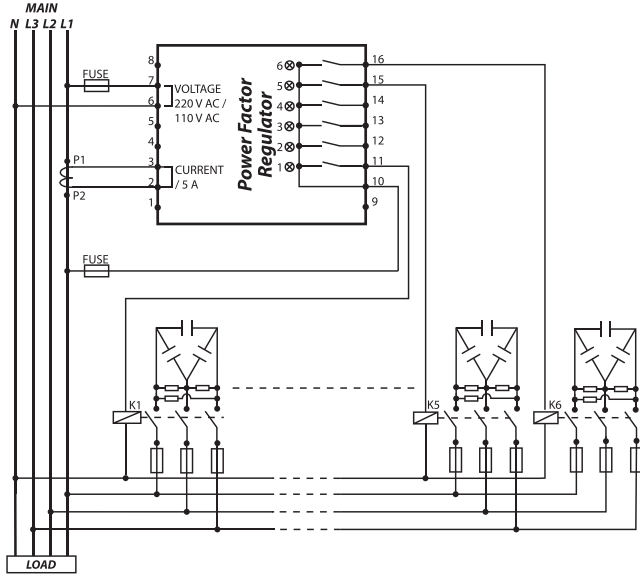 MAIN
N L3 L2 L1
FUSE
8
7
6
5
4
3
2
1
VOLTAGE
220 V AC /
110 V AC
CURRENT
/ 5 A
Power Factor
Regulator
6
5
4
3
2
1
16
15
14
13
12
11
10
9
P1
P2
FUSE
K1
K5
K6
LOAD